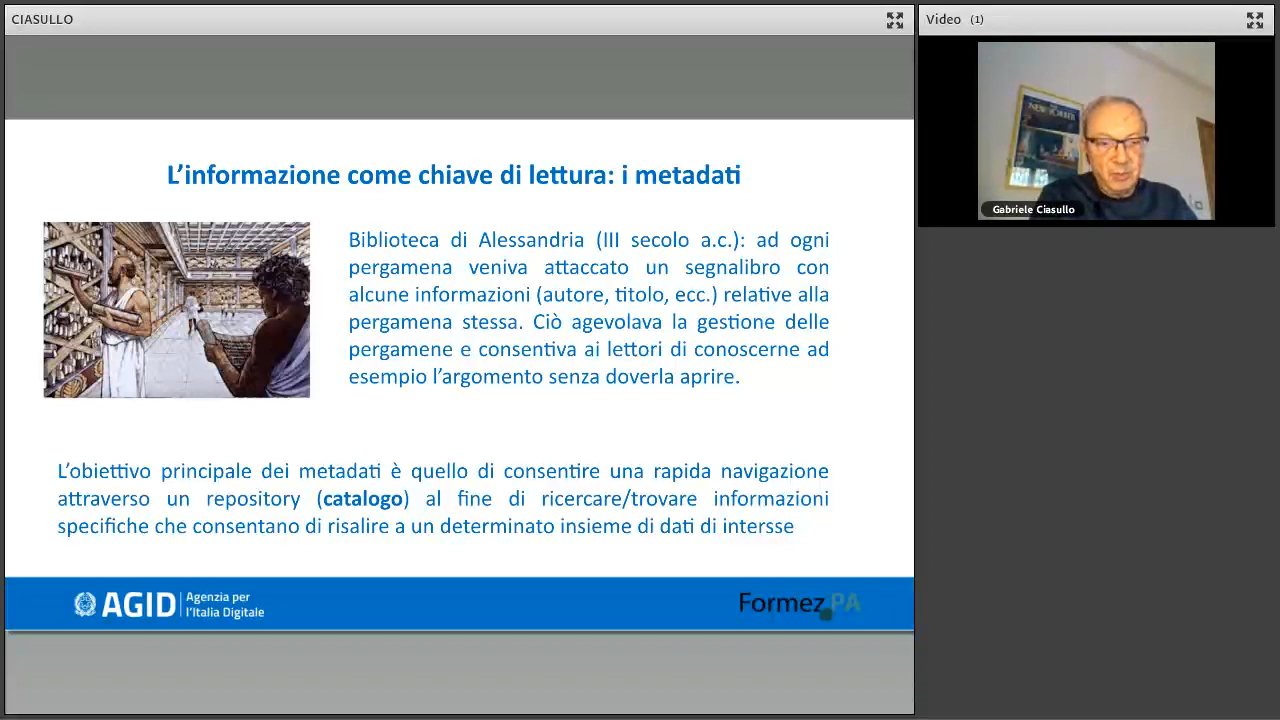 CIASULLO
Video (1)
L'informazione come chiave di lettura: i metadati
Biblioteca di Alessandria (III secolo a.c.): ad ogni
pergamena veniva attaccato un segnalibro con
alcune informazioni (autore, titolo, ecc.) relative alla
pergamena stessa. Ciò agevolava la gestione delle
pergamene e consentiva ai lettori di conoscerne ad
esempio l'argomento senza doverla aprire.
L'obiettivo principale dei metadati è quello di consentire una rapida navigazione
attraverso un repository (catalogo) al fine di ricercare/trovare informazioni
specifiche che consentano di risalire a un determinato insieme di dati di intersse
AGID Agenzia per
l'Italia Digitale
Formez PA
NEW YORKER
Gabriele Ciasullo